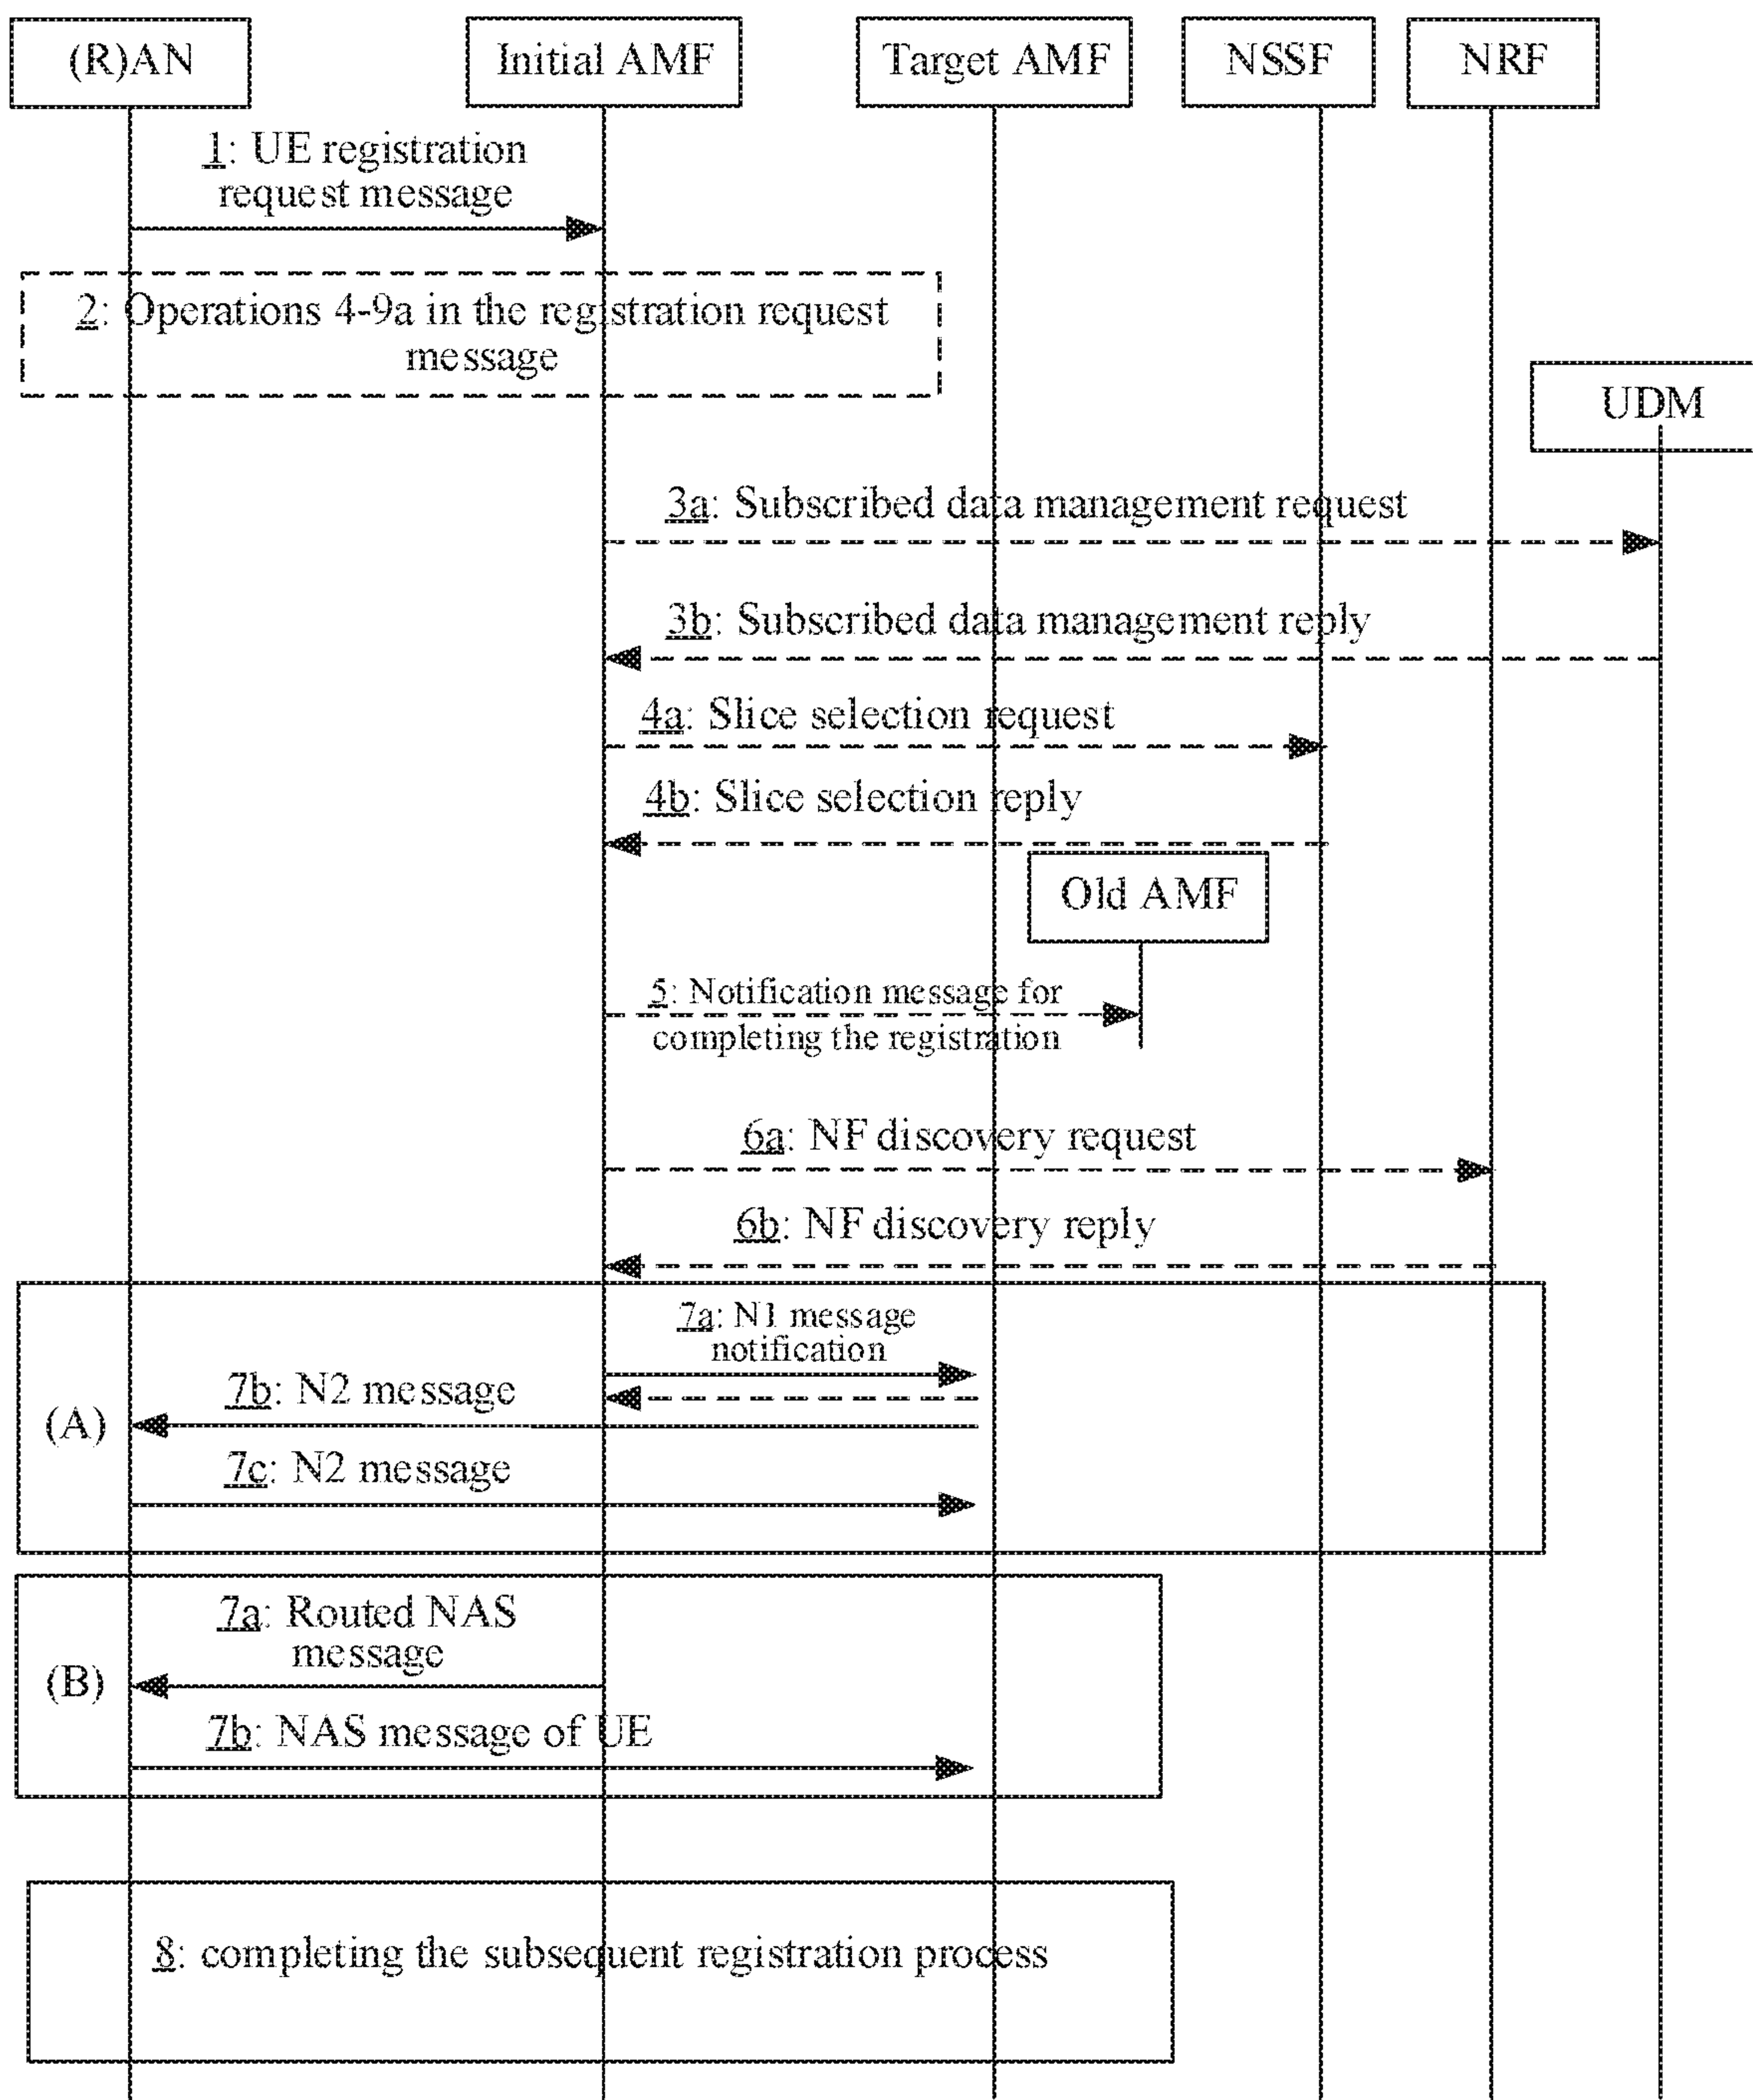 (R)AN
Initial AMF
Target AMF
NSSF
NRF
1: UE registration
request message
2: Operations 4-9a in the registration request
message
UDM
3a: Subscribed data management request
3b: Subscribed data management reply
4a: Slice selection request
4b: Slice selection reply
Old AMF
5: Notification message for
completing the registration
6a: NF discovery request
6b: NF discovery reply
7a: N1 message
notification
7b: N2 message
(A)
7c: N2 message
7a: Routed NAS
message
(B)
7b: NAS message of UE
8: completing the subsequent registration process